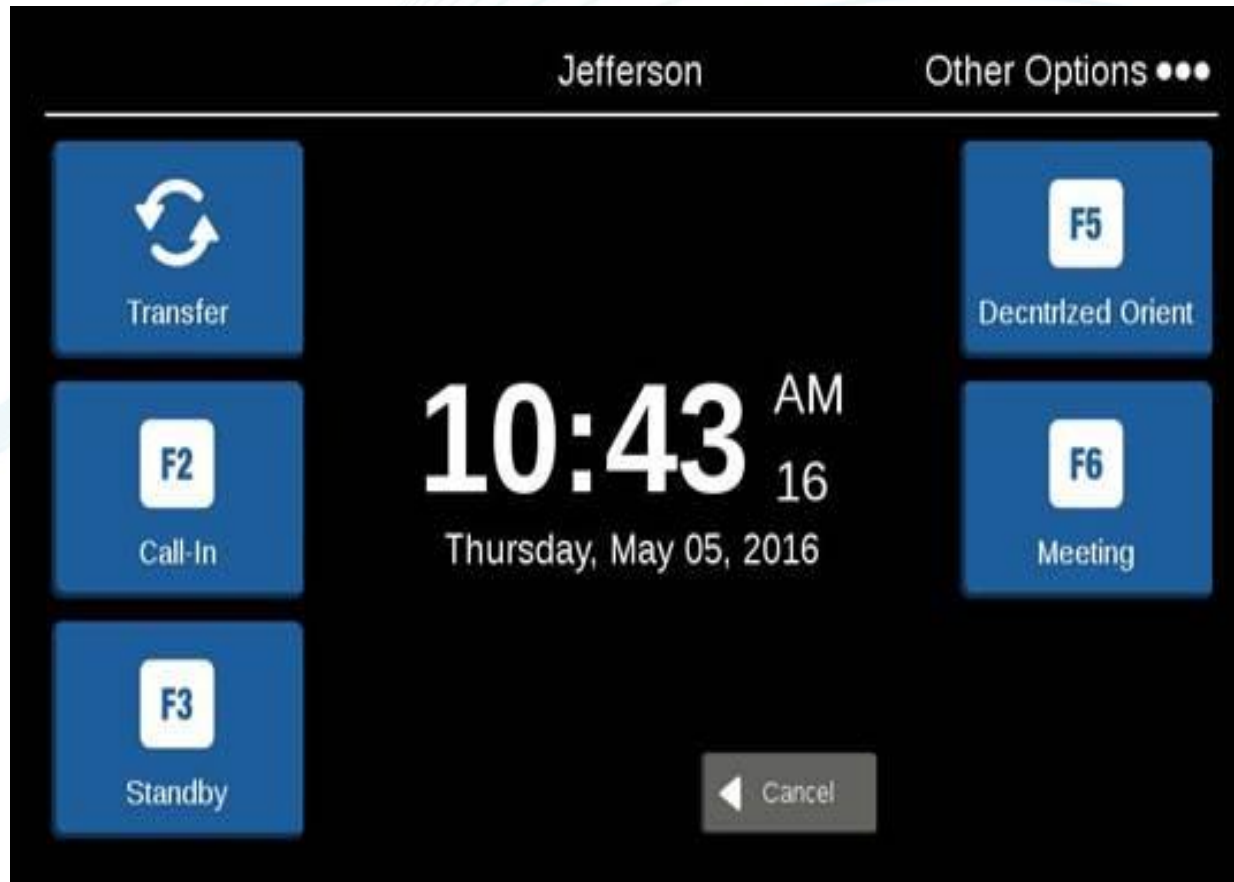 Jefferson
Other Options •••
Transfer
F2
Call-In
F3
Standby
10:43 AM
16
Thursday, May 05, 2016
Cancel
F5
Decntrlzed Orient
F6
Meeting